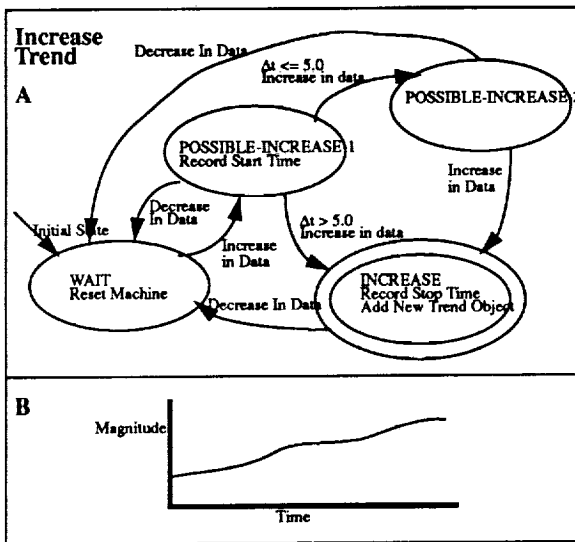 Increase
Trend
A
Decrease In Data
Δt <= 5.0
Increase in data
POSSIBLE-INCREASE-2
POSSIBLE-INCREASE-1
Record Start Time
Increase
in Data
Decrease
In Data
Initial State
Increase
in Data
Δt > 5.0
Increase in data
WAIT
Reset Machine
INCREASE
Record Stop Time
Add New Trend Object
Decrease In Data
B
Magnitude
Time